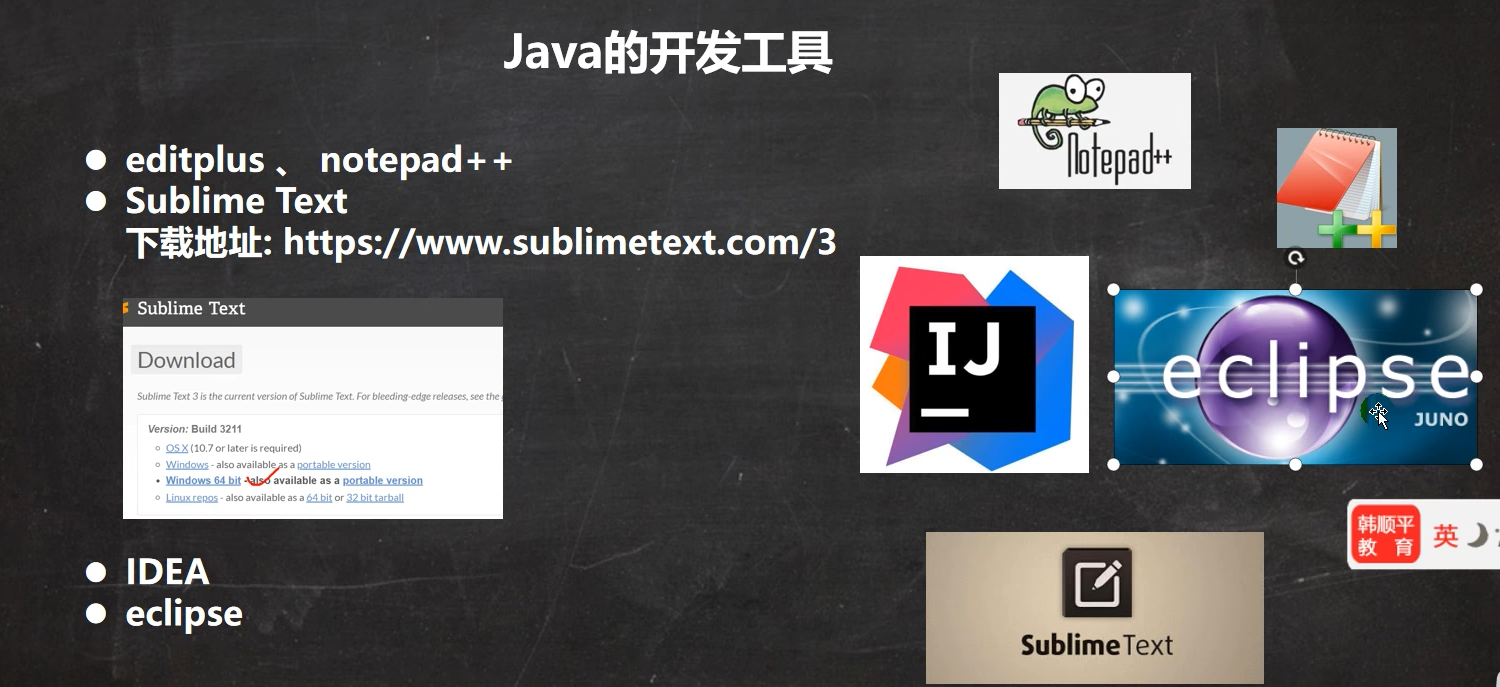 Java的开发工具
editplus 、 notepad++
Sublime Text
下载地址: https://www.sublimetext.com/3
Sublime Text
Download
Sublime Text 3 is the current version of Sublime Text. For bleeding-edge releases, see the
Version: Build 3211
OS X (10.7 or later is required)
Windows - also available as a portable version
Windows 64 bit - also available as a portable version
Linux repos - also available as a 64 bit or 32 bit tarball
IDEA
eclipse
Notepad++
IJ
eclipse
JUNO
韩顺平
教 育
英
Sublime Text